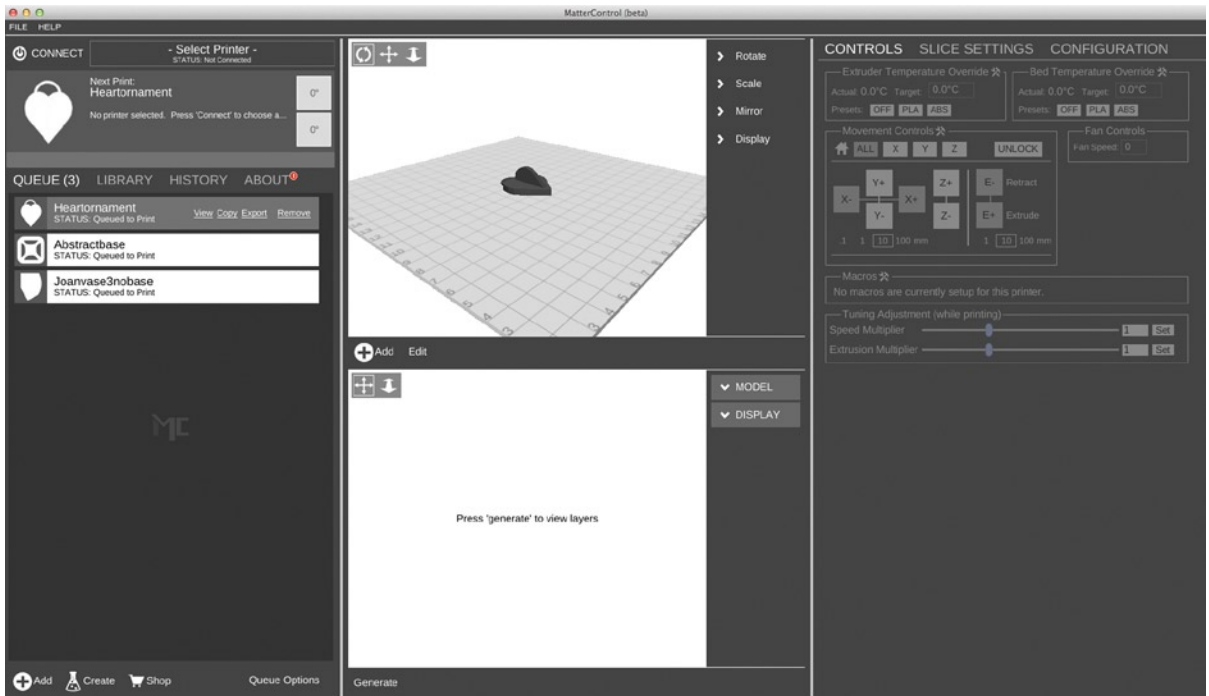 MatterControl (beta)
FILE HELP
CONNECT
- Select Printer -
STATUS: Not Connected
Next Print:
Heartornament
No printer selected. Press 'Connect' to choose a...
0°
0°
QUEUE (3) LIBRARY HISTORY ABOUT
Heartornament
STATUS: Queued to Print
View Copy Export Remove
Abstractbase
STATUS: Queued to Print
Joanvase3nobase
STATUS: Queued to Print
MC
Add Create Shop Queue Options
Rotate
Scale
Mirror
Display
Add Edit
MODEL
DISPLAY
Press 'generate' to view layers
Generate
CONTROLS SLICE SETTINGS CONFIGURATION
Extruder Temperature Override
Actual: 0.0°C Target: 0.0°C
Presets: OFF PLA ABS
Bed Temperature Override
Actual: 0.0°C Target: 0.0°C
Presets: OFF PLA ABS
Movement Controls
ALL X Y Z UNLOCK
Fan Controls
Fan Speed: 0
Y+ Z+ E- Retract
X- X+
Y- Z- E+ Extrude
.1 1 10 100 mm 1 10 100 mm
Macros
No macros are currently setup for this printer.
Tuning Adjustment (while printing)
Speed Multiplier 1 Set
Extrusion Multiplier 1 Set